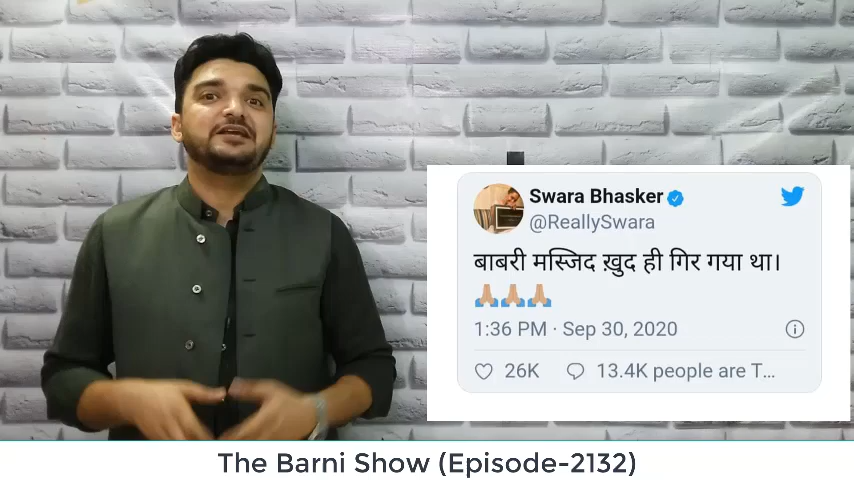 Swara Bhasker
@ReallySwara
बाबरी मस्जिद ख़ुद ही गिर गया था।
🙏🏼🙏🏼🙏🏼
1:36 PM · Sep 30, 2020
26K 13.4K people are T...
The Barni Show (Episode-2132)